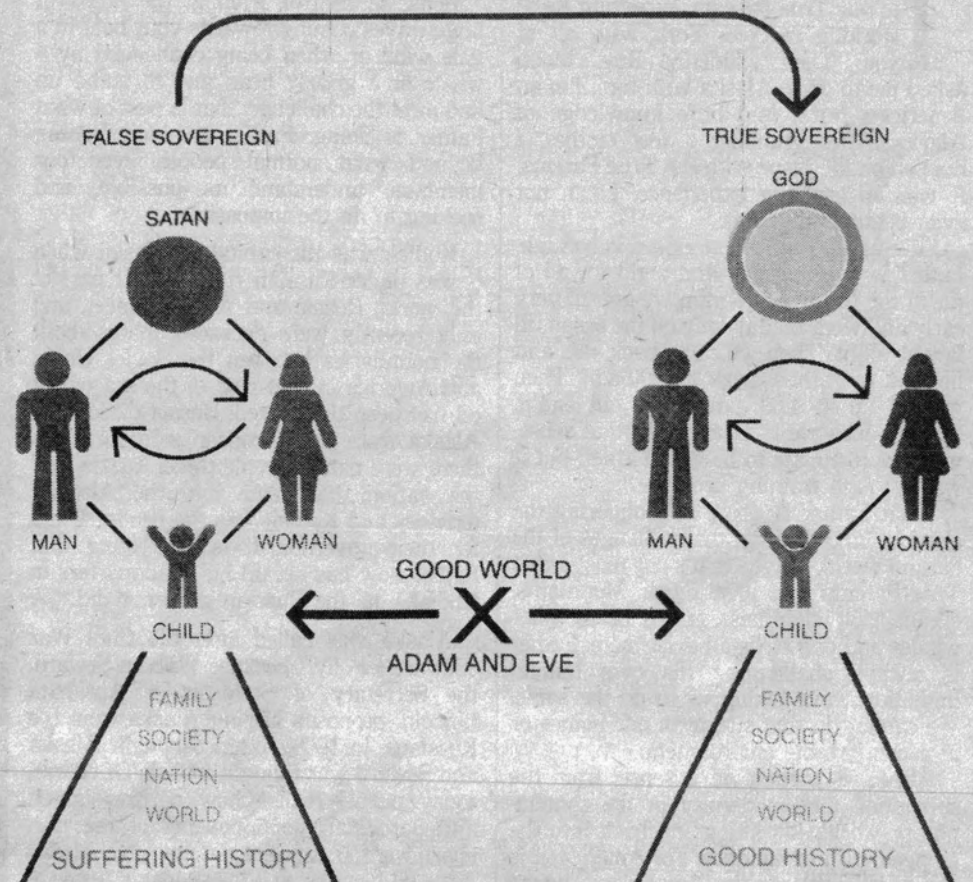 FALSE SOVEREIGN
SATAN
MAN
WOMAN
CHILD
FAMILY
SOCIETY
NATION
WORLD
SUFFERING HISTORY
GOOD WORLD
X
ADAM AND EVE
TRUE SOVEREIGN
GOD
MAN
WOMAN
CHILD
FAMILY
SOCIETY
NATION
WORLD
GOOD HISTORY